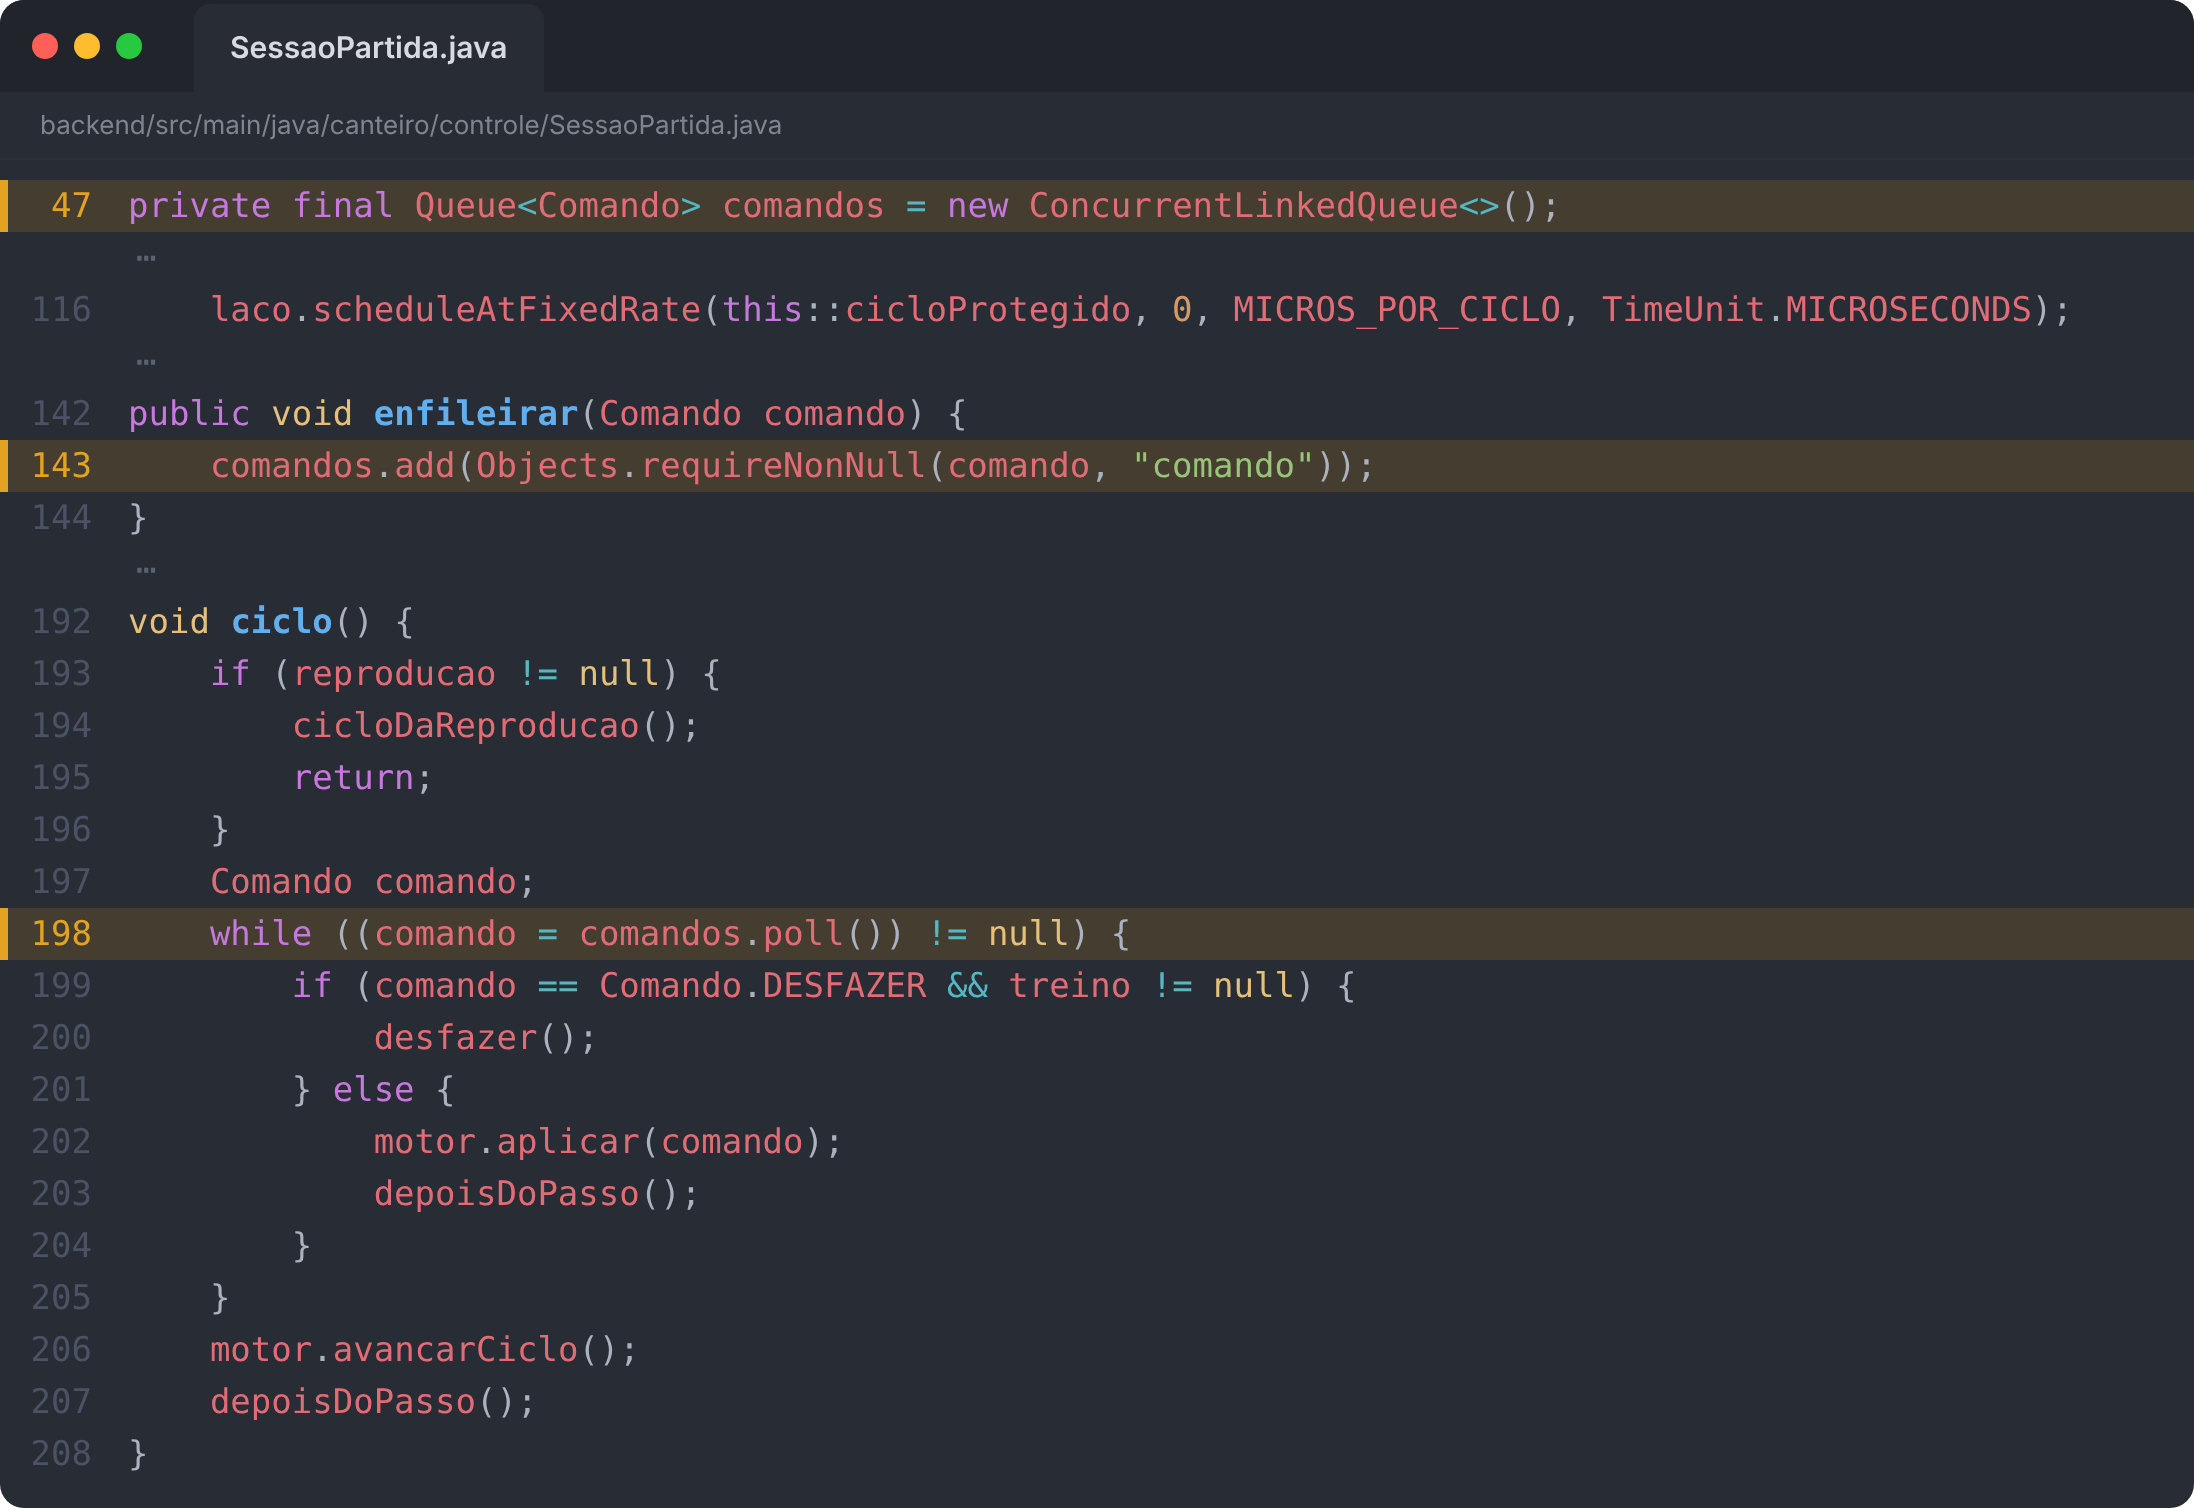 SessaoPartida.java
backend/src/main/java/canteiro/controle/SessaoPartida.java
47 private final Queue<Comando> comandos = new ConcurrentLinkedQueue<>();
…
116     laco.scheduleAtFixedRate(this::cicloProtegido, 0, MICROS_POR_CICLO, TimeUnit.MICROSECONDS);
…
142 public void enfileirar(Comando comando) {
143     comandos.add(Objects.requireNonNull(comando, "comando"));
144 }
…
192 void ciclo() {
193     if (reproducao != null) {
194         cicloDaReproducao();
195         return;
196     }
197     Comando comando;
198     while ((comando = comandos.poll()) != null) {
199         if (comando == Comando.DESFAZER && treino != null) {
200             desfazer();
201         } else {
202             motor.aplicar(comando);
203             depoisDoPasso();
204         }
205     }
206     motor.avancarCiclo();
207     depoisDoPasso();
208 }